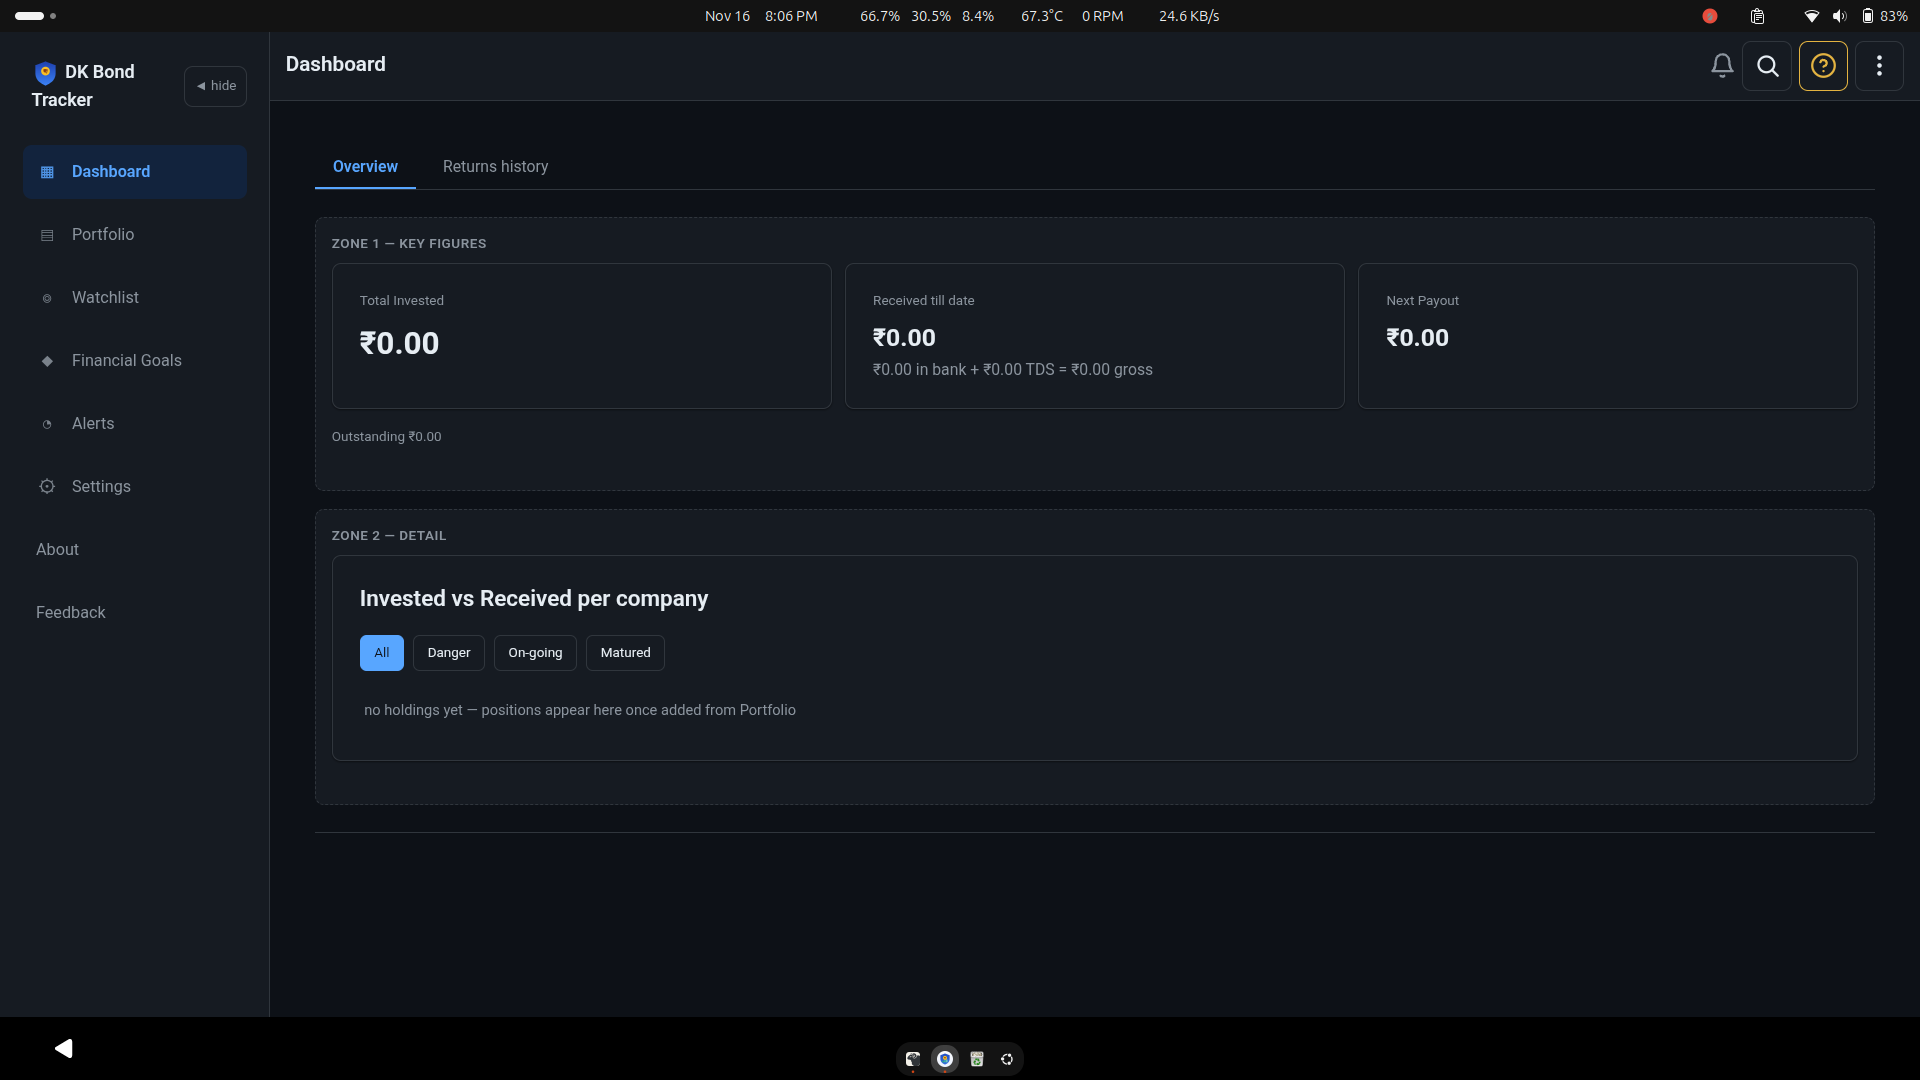 Nov 16 8:06 PM 66.7% 30.5% 8.4% 67.3°C 0 RPM 24.6 KB/s 83%
DK Bond
Tracker
◄ hide
Dashboard
Portfolio
Watchlist
Financial Goals
Alerts
Settings
About
Feedback
Dashboard
Overview Returns history
ZONE 1 — KEY FIGURES
Total Invested
₹0.00
Received till date
₹0.00
₹0.00 in bank + ₹0.00 TDS = ₹0.00 gross
Next Payout
₹0.00
Outstanding ₹0.00
ZONE 2 — DETAIL
Invested vs Received per company
All Danger On-going Matured
no holdings yet — positions appear here once added from Portfolio